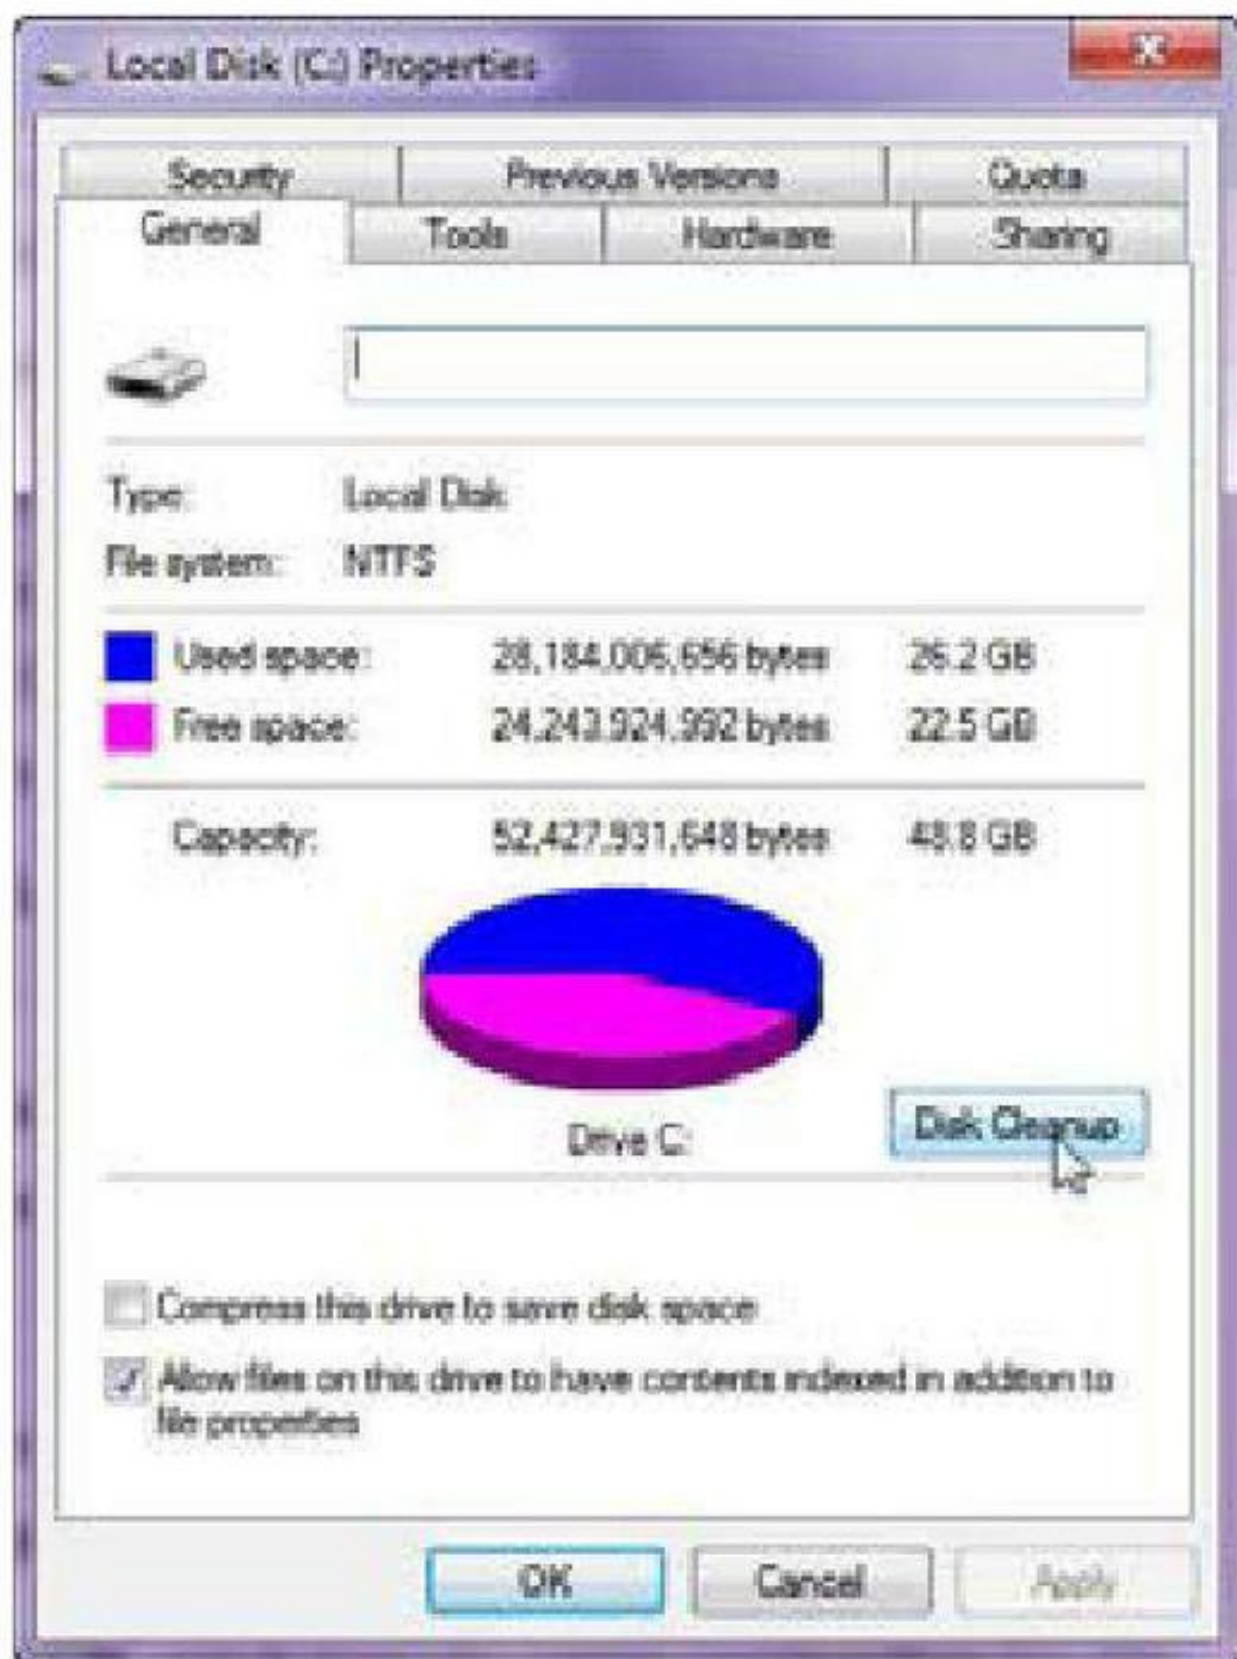 Local Disk (C:) Properties
Security Previous Versions Quota
General Tools Hardware Sharing
Type: Local Disk
File system: NTFS
Used space: 28,184,006,656 bytes 26.2 GB
Free space: 24,243,924,992 bytes 22.5 GB
Capacity: 52,427,931,648 bytes 48.8 GB
Drive C:
Disk Cleanup
Compress this drive to save disk space
Allow files on this drive to have contents indexed in addition to
file properties
OK Cancel Apply